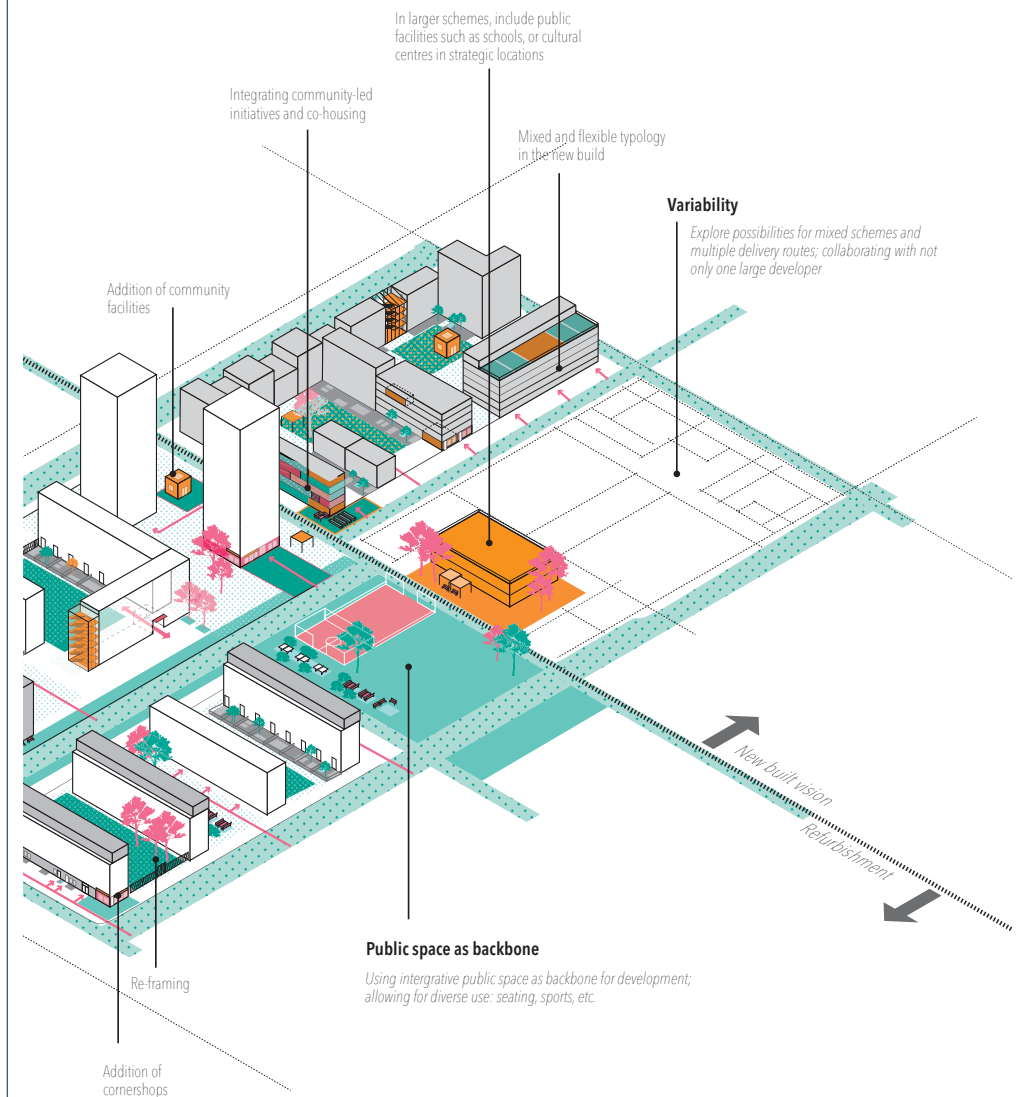 In larger schemes, include public
facilities such as schools, or cultural
centres in strategic locations
Integrating community-led
initiatives and co-housing
Mixed and flexible typology
in the new build
Variability
Explore possibilities for mixed schemes and
multiple delivery routes; collaborating with not
only one large developer
Addition of community
facilities
New built vision
Refurbishment
Public space as backbone
Using intergrative public space as backbone for development;
allowing for diverse use: seating, sports, etc.
Re-framing
Addition of
cornershops